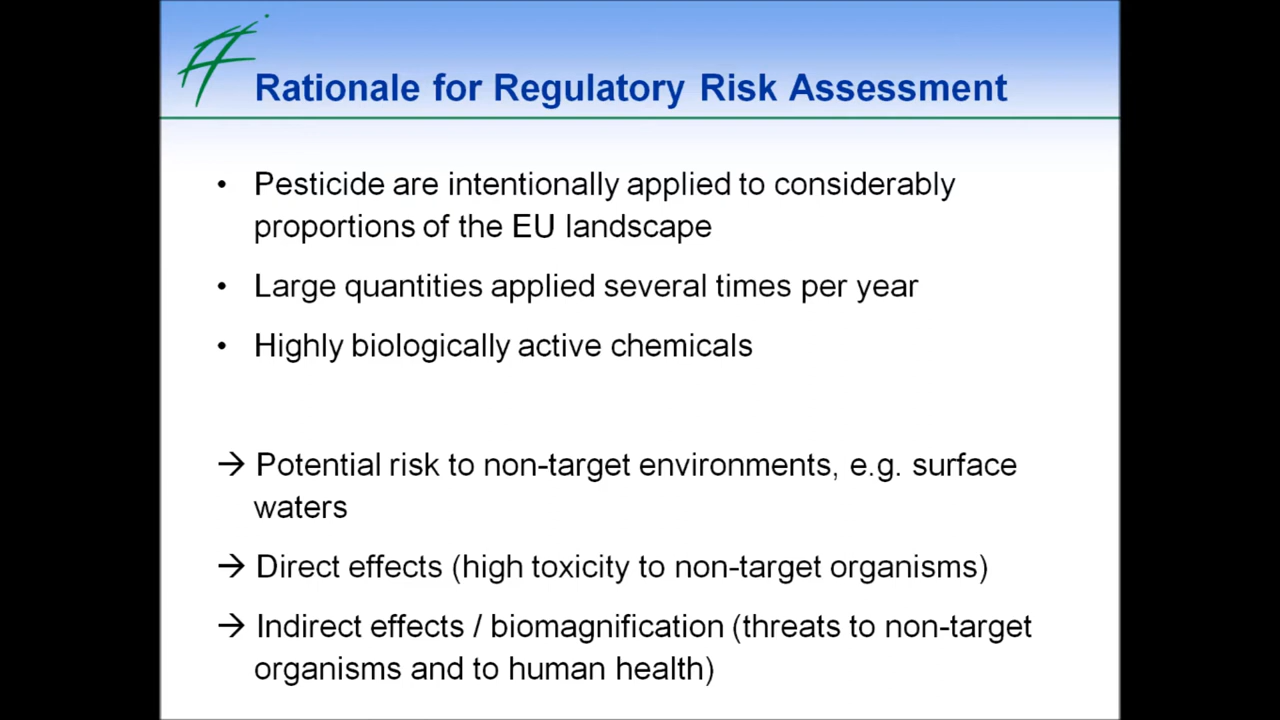 Rationale for Regulatory Risk Assessment
• Pesticide are intentionally applied to considerably
proportions of the EU landscape
• Large quantities applied several times per year
• Highly biologically active chemicals
→ Potential risk to non-target environments, e.g. surface
waters
→ Direct effects (high toxicity to non-target organisms)
→ Indirect effects / biomagnification (threats to non-target
organisms and to human health)